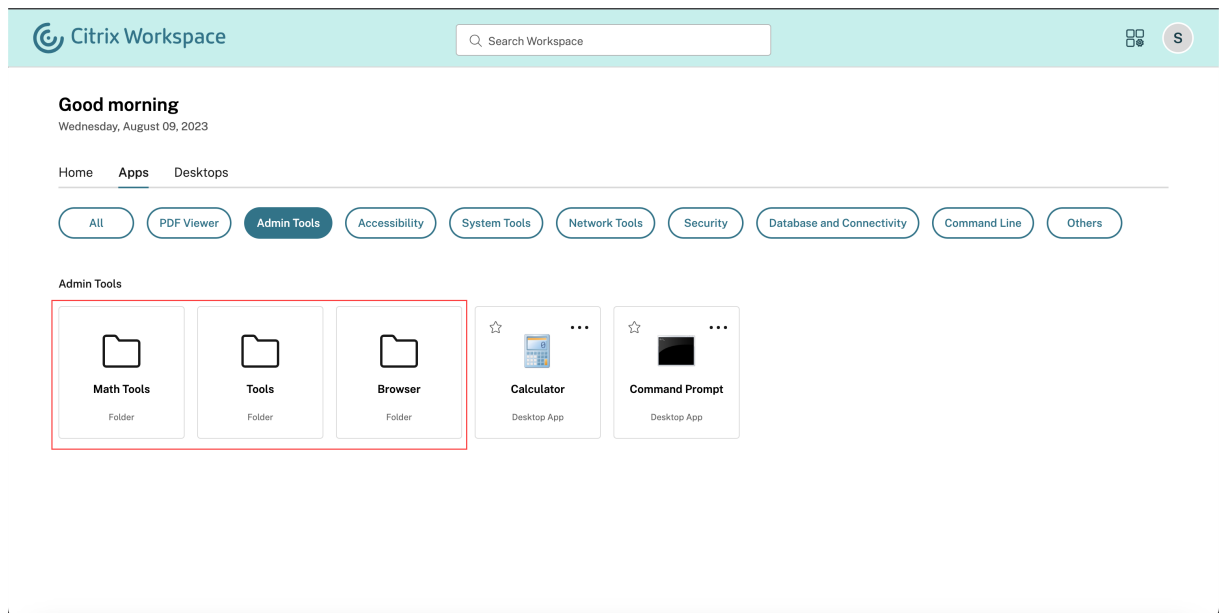 Citrix Workspace
Search Workspace
S
Good morning
Wednesday, August 09, 2023
Home Apps Desktops
All PDF Viewer Admin Tools Accessibility System Tools Network Tools Security Database and Connectivity Command Line Others
Admin Tools
Math Tools Tools Browser Calculator Command Prompt
Folder Folder Folder Desktop App Desktop App